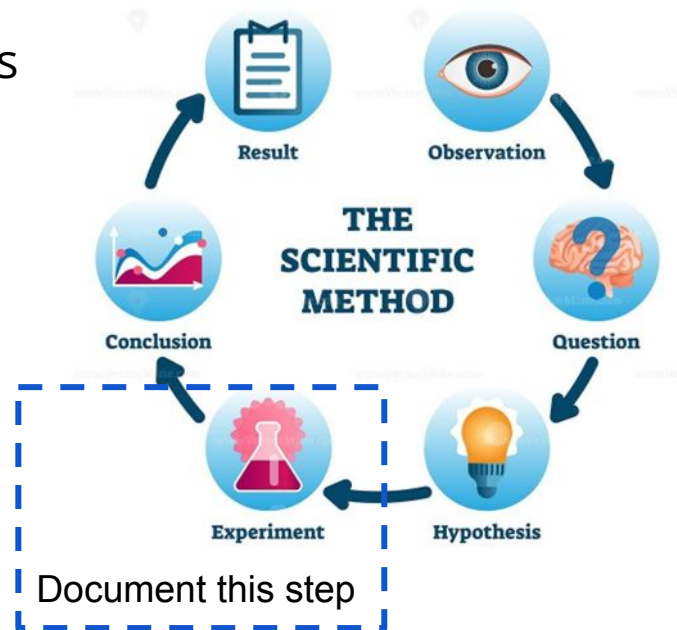 s
Result
Observation
THE
SCIENTIFIC
METHOD
Conclusion
Question
Experiment
Hypothesis
Document this step